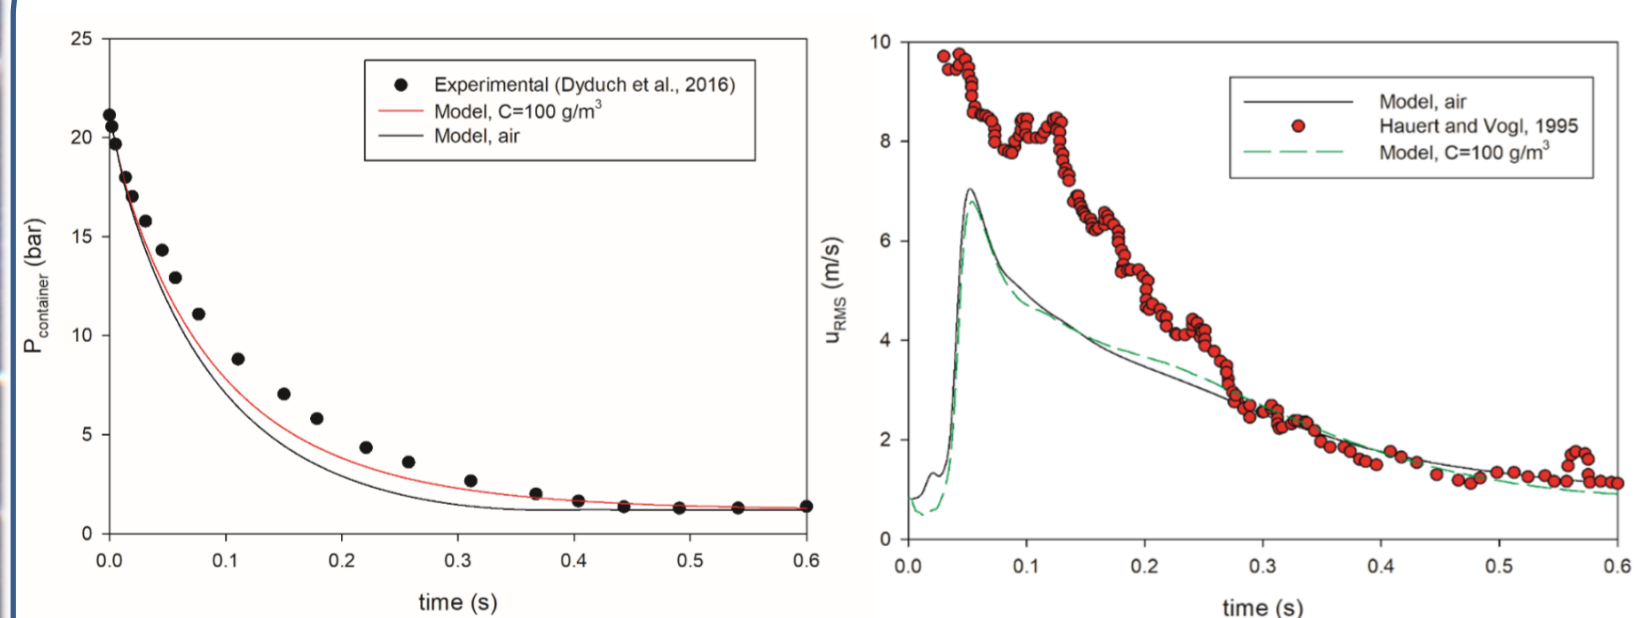 25
20
15
10
5
0
P_container (bar)
Experimental (Dyduch et al., 2016)
Model, C=100 g/m³
Model, air
0.0 0.1 0.2 0.3 0.4 0.5 0.6
time (s)
10
8
6
4
2
0
u_RMS (m/s)
Model, air
Hauert and Vogl, 1995
Model, C=100 g/m³
0.0 0.1 0.2 0.3 0.4 0.5 0.6
time (s)